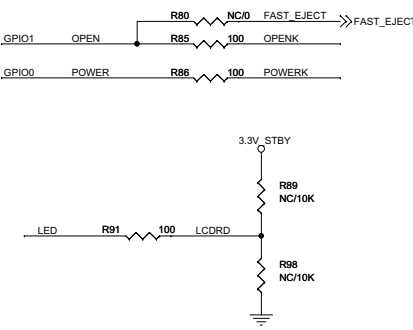 R80 NC/0 FAST_EJECT FAST_EJECT
GPIO1 OPEN R85 100 OPENK
GPIO0 POWER R86 100 POWERK
3.3V_STBY
R89
NC/10K
LED R91 100 LCDRD
R98
NC/10K